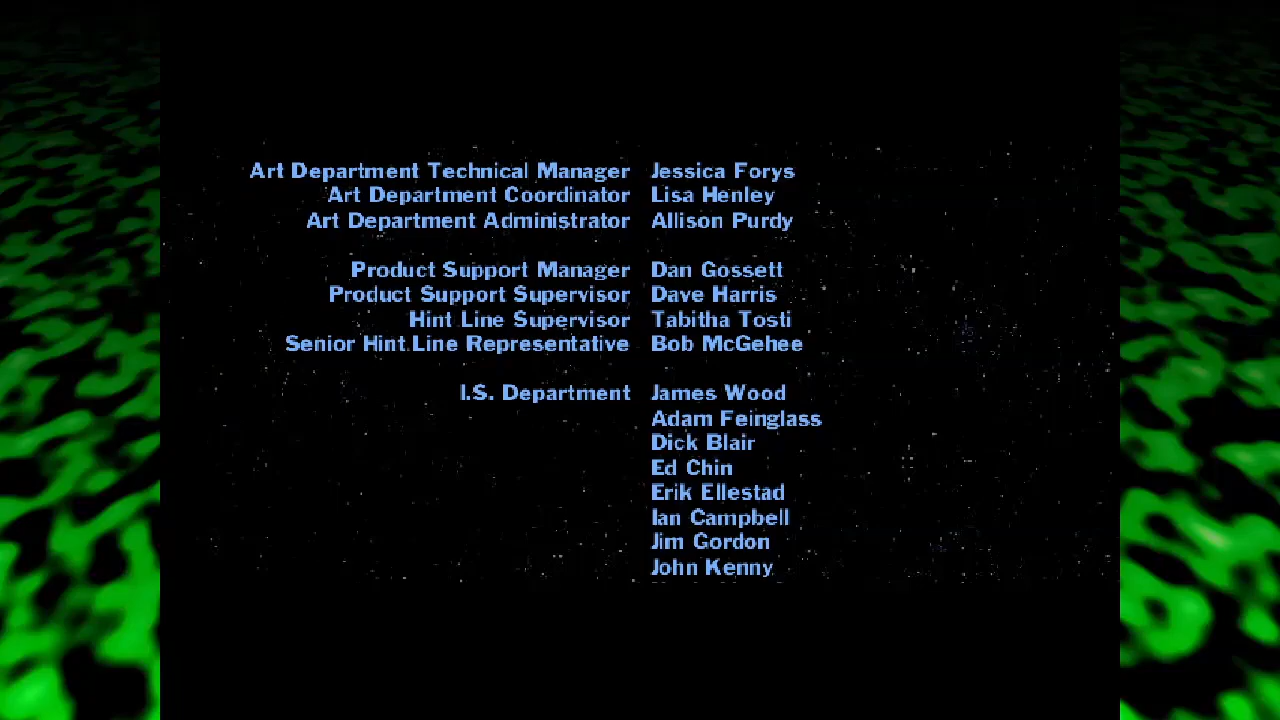 Art Department Technical Manager Jessica Forys
Art Department Coordinator Lisa Henley
Art Department Administrator Allison Purdy
Product Support Manager Dan Gossett
Product Support Supervisor Dave Harris
Hint Line Supervisor Tabitha Tosti
Senior Hint Line Representative Bob McGehee
I.S. Department James Wood
Adam Feinglass
Dick Blair
Ed Chin
Erik Ellestad
Ian Campbell
Jim Gordon
John Kenny